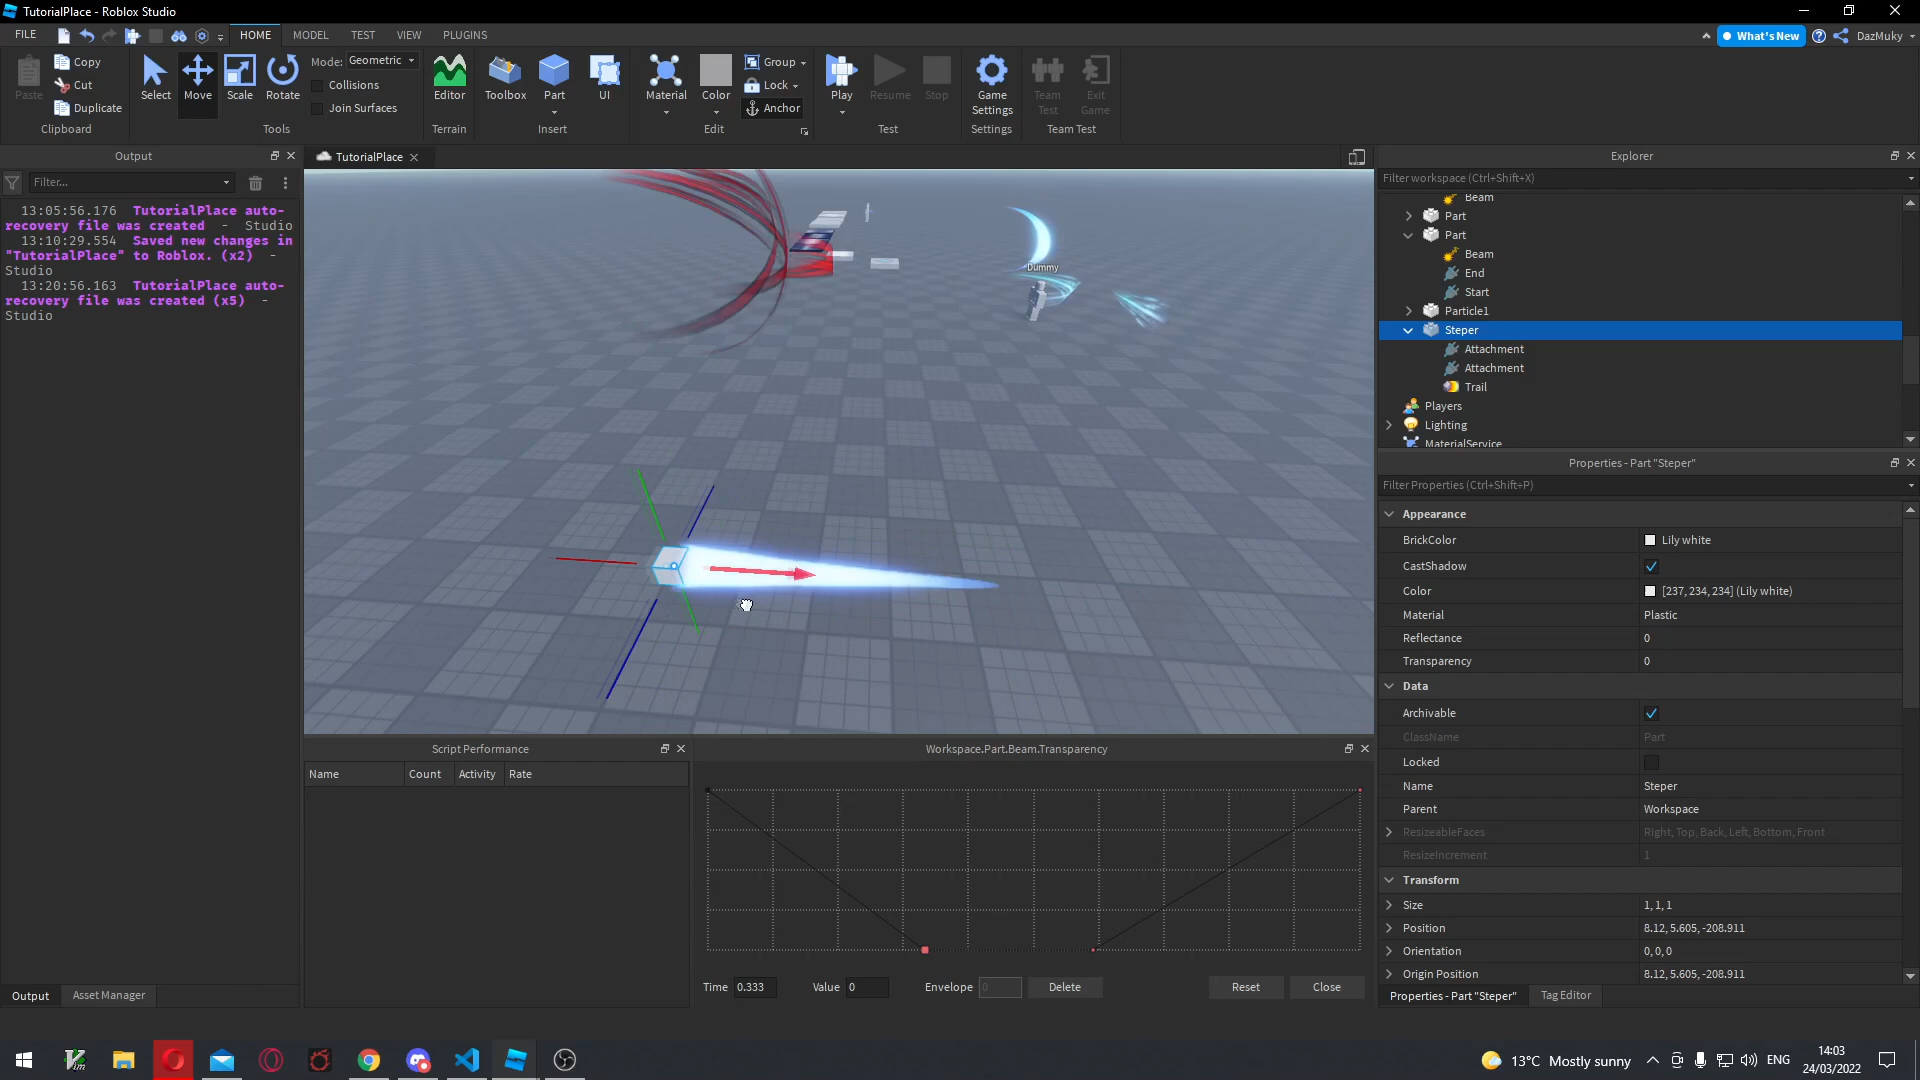 TutorialPlace - Roblox Studio
FILE
HOME
MODEL
TEST
VIEW
PLUGINS
What's New
DazMuky
Paste
Copy
Cut
Duplicate
Clipboard
Select
Move
Scale
Rotate
Mode: Geometric
Collisions
Join Surfaces
Tools
Editor
Terrain
Toolbox
Part
UI
Insert
Material
Color
Group
Lock
Anchor
Edit
Play
Resume
Stop
Test
Game
Settings
Settings
Team
Test
Exit
Game
Team Test
Output
Filter...
13:05:56.176 TutorialPlace auto-
recovery file was created - Studio
13:10:29.554 Saved new changes in
"TutorialPlace" to Roblox. (x2) -
Studio
13:20:56.163 TutorialPlace auto-
recovery file was created (x5) -
Studio
Output
Asset Manager
TutorialPlace
Dummy
Script Performance
Name
Count
Activity
Rate
Workspace.Part.Beam.Transparency
Time 0.333
Value 0
Envelope 0
Delete
Reset
Close
Explorer
Filter workspace (Ctrl+Shift+X)
Beam
Part
Part
Beam
End
Start
Particle1
Steper
Attachment
Attachment
Trail
Players
Lighting
MaterialService
Properties - Part "Steper"
Filter Properties (Ctrl+Shift+P)
Appearance
BrickColor Lily white
CastShadow
Color [237, 234, 234] (Lily white)
Material Plastic
Reflectance 0
Transparency 0
Data
Archivable
ClassName Part
Locked
Name Steper
Parent Workspace
ResizeableFaces Right, Top, Back, Left, Bottom, Front
ResizeIncrement 1
Transform
Size 1, 1, 1
Position 8.12, 5.605, -208.911
Orientation 0, 0, 0
Origin Position 8.12, 5.605, -208.911
Properties - Part "Steper"
Tag Editor
13°C Mostly sunny
ENG
14:03
24/03/2022